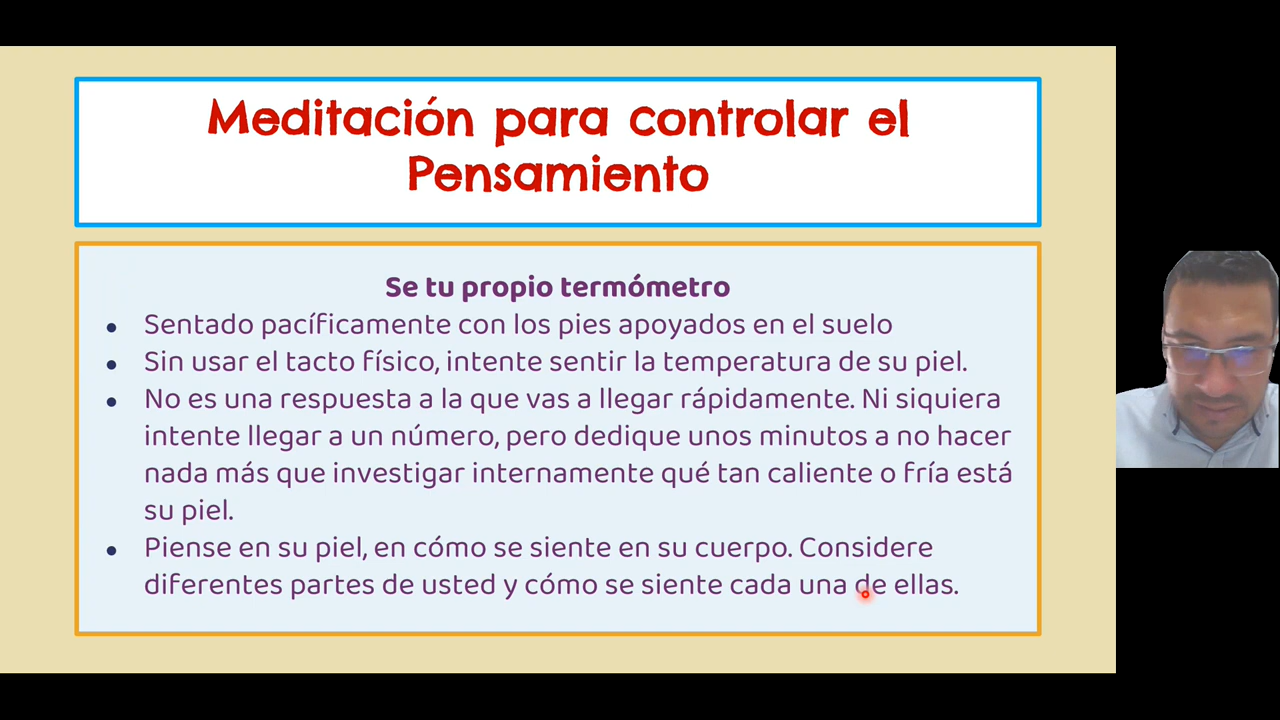 Meditación para controlar el
Pensamiento
Se tu propio termómetro
• Sentado pacíficamente con los pies apoyados en el suelo
• Sin usar el tacto físico, intente sentir la temperatura de su piel.
• No es una respuesta a la que vas a llegar rápidamente. Ni siquiera
intente llegar a un número, pero dedique unos minutos a no hacer
nada más que investigar internamente qué tan caliente o fría está
su piel.
• Piense en su piel, en cómo se siente en su cuerpo. Considere
diferentes partes de usted y cómo se siente cada una de ellas.